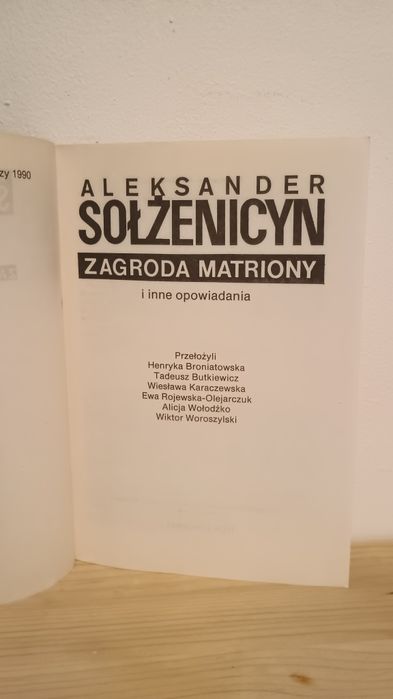 zy 1990
ALEKSANDER
SOŁŻENICYN
ZAGRODA MATRIONY
i inne opowiadania
Przełożyli
Henryka Broniatowska
Tadeusz Butkiewicz
Wiesława Karaczewska
Ewa Rojewska-Olejarczuk
Alicja Wołodźko
Wiktor Woroszylski